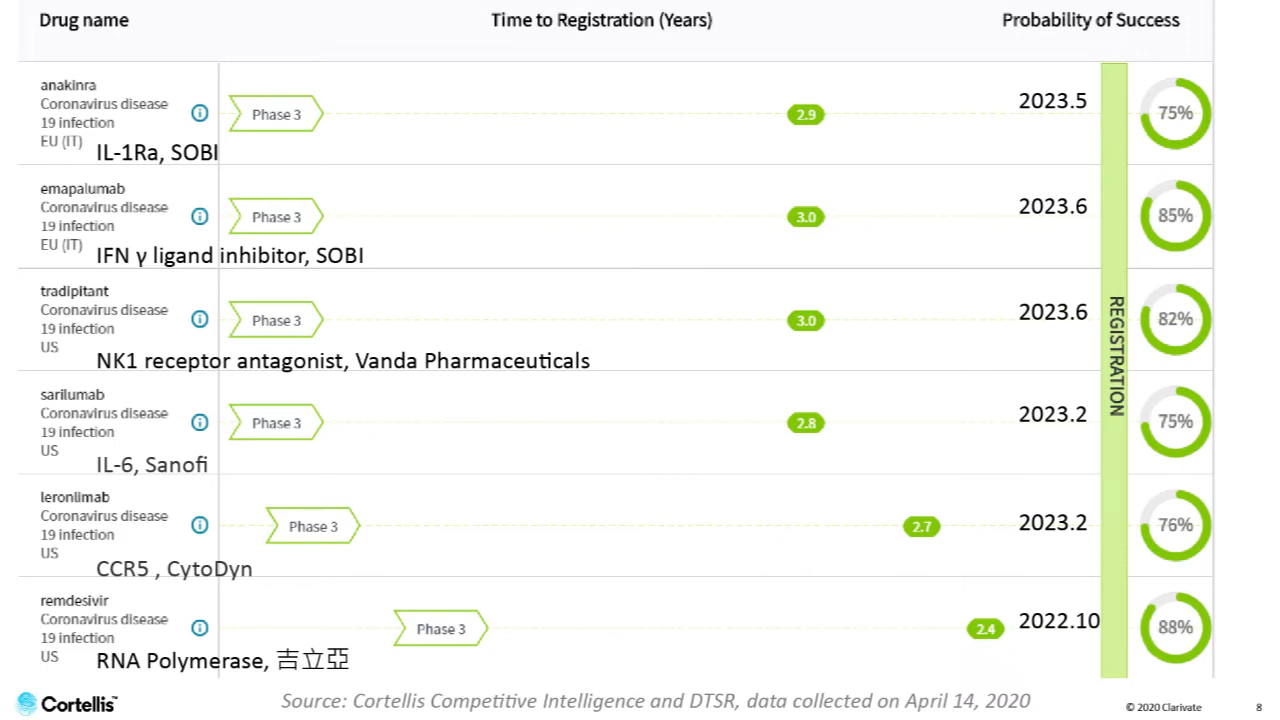 Drug name Time to Registration (Years) Probability of Success
anakinra
Coronavirus disease
19 infection
EU (IT)
IL-1Ra, SOBI
Phase 3 2.9 2023.5 75%
emapalumab
Coronavirus disease
19 infection
EU (IT)
IFN γ ligand inhibitor, SOBI
Phase 3 3.0 2023.6 85%
tradipitant
Coronavirus disease
19 infection
US
NK1 receptor antagonist, Vanda Pharmaceuticals
Phase 3 3.0 2023.6 82%
sarilumab
Coronavirus disease
19 infection
US
IL-6, Sanofi
Phase 3 2.8 2023.2 75%
leronlimab
Coronavirus disease
19 infection
US
CCR5 , CytoDyn
Phase 3 2.7 2023.2 76%
remdesivir
Coronavirus disease
19 infection
US
RNA Polymerase, 吉立亞
Phase 3 2.4 2022.10 88%
REGISTRATION
Cortellis™ Source: Cortellis Competitive Intelligence and DTSR, data collected on April 14, 2020 © 2020 Clarivate 8